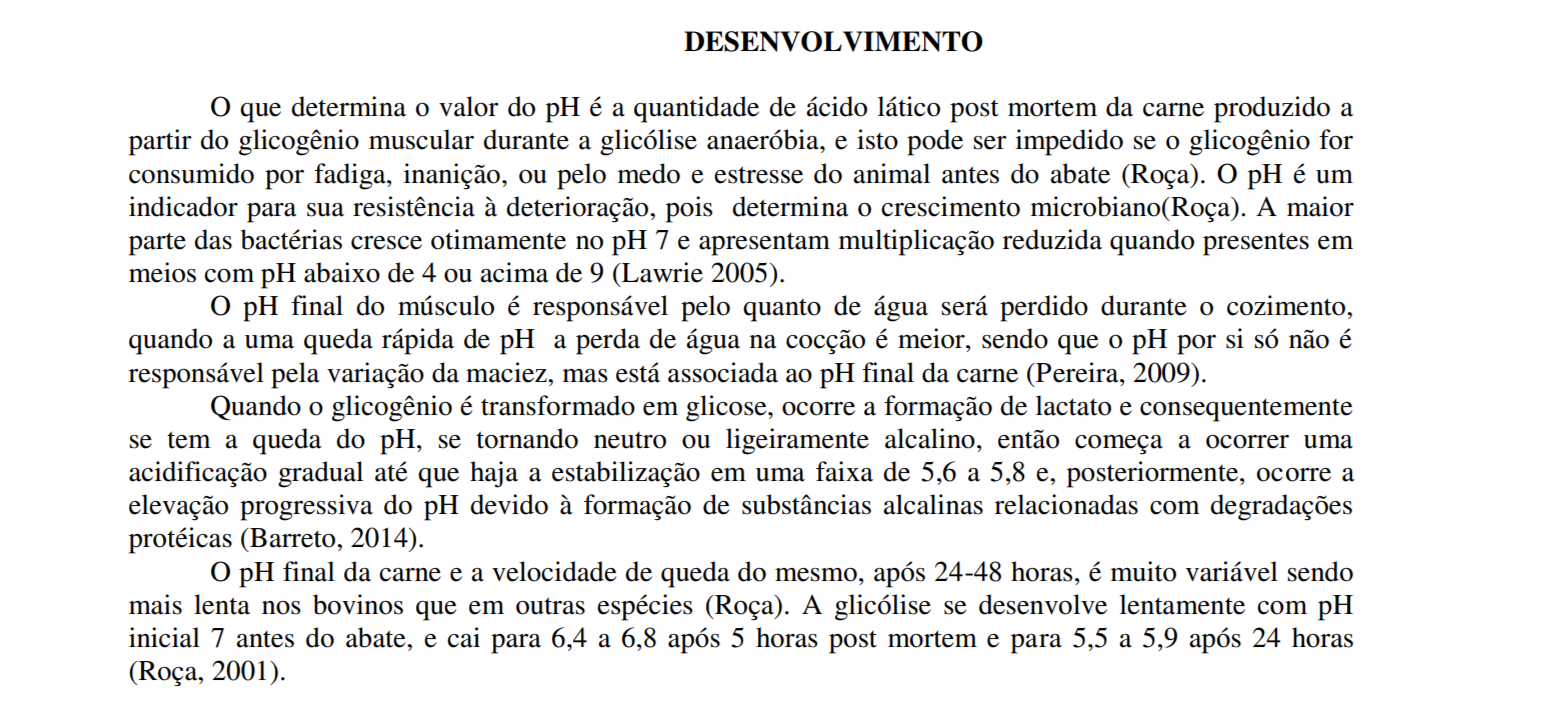 DESENVOLVIMENTO
O que determina o valor do pH é a quantidade de ácido lático post mortem da carne produzido a
partir do glicogênio muscular durante a glicólise anaeróbia, e isto pode ser impedido se o glicogênio for
consumido por fadiga, inanição, ou pelo medo e estresse do animal antes do abate (Roça). O pH é um
indicador para sua resistência à deterioração, pois determina o crescimento microbiano(Roça). A maior
parte das bactérias cresce otimamente no pH 7 e apresentam multiplicação reduzida quando presentes em
meios com pH abaixo de 4 ou acima de 9 (Lawrie 2005).
O pH final do músculo é responsável pelo quanto de água será perdido durante o cozimento,
quando a uma queda rápida de pH a perda de água na cocção é meior, sendo que o pH por si só não é
responsável pela variação da maciez, mas está associada ao pH final da carne (Pereira, 2009).
Quando o glicogênio é transformado em glicose, ocorre a formação de lactato e consequentemente
se tem a queda do pH, se tornando neutro ou ligeiramente alcalino, então começa a ocorrer uma
acidificação gradual até que haja a estabilização em uma faixa de 5,6 a 5,8 e, posteriormente, ocorre a
elevação progressiva do pH devido à formação de substâncias alcalinas relacionadas com degradações
protéicas (Barreto, 2014).
O pH final da carne e a velocidade de queda do mesmo, após 24-48 horas, é muito variável sendo
mais lenta nos bovinos que em outras espécies (Roça). A glicólise se desenvolve lentamente com pH
inicial 7 antes do abate, e cai para 6,4 a 6,8 após 5 horas post mortem e para 5,5 a 5,9 após 24 horas
(Roça, 2001).